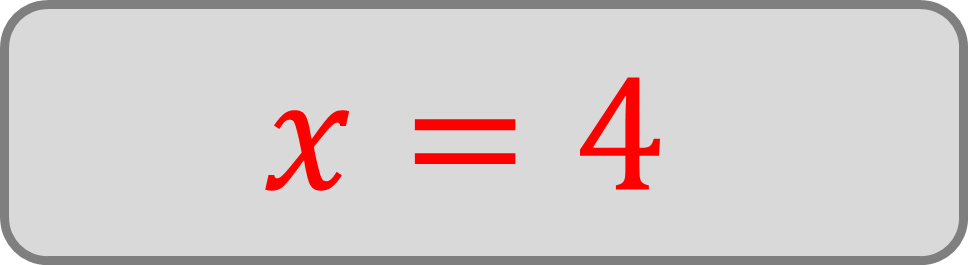 x = 4